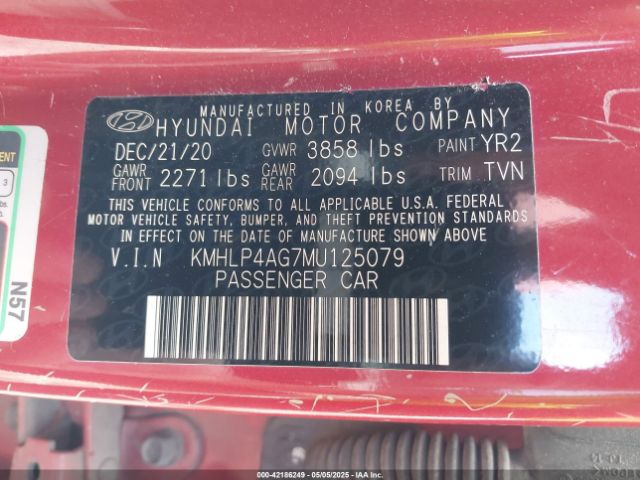 MANUFACTURED IN KOREA BY
HYUNDAI MOTOR COMPANY
DEC/21/20 GVWR 3858 lbs PAINT YR2
GAWR FRONT 2271 lbs GAWR REAR 2094 lbs TRIM TVN
THIS VEHICLE CONFORMS TO ALL APPLICABLE U.S.A. FEDERAL
MOTOR VEHICLE SAFETY, BUMPER, AND THEFT PREVENTION STANDARDS
IN EFFECT ON THE DATE OF MANUFACTURE SHOWN ABOVE
V.I.N KMHLP4AG7MU125079
PASSENGER CAR
3
N57
000-42186249 - 05/05/2025 - IAA Inc.